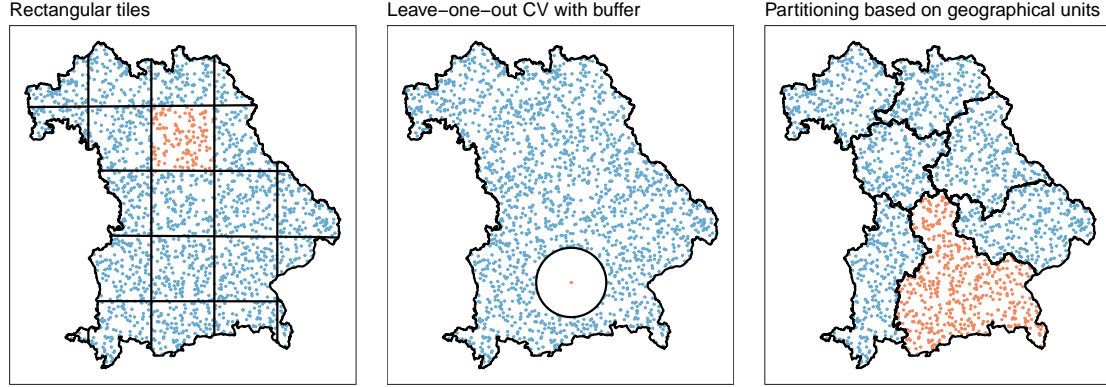 Rectangular tiles
Leave−one−out CV with buffer
Partitioning based on geographical units